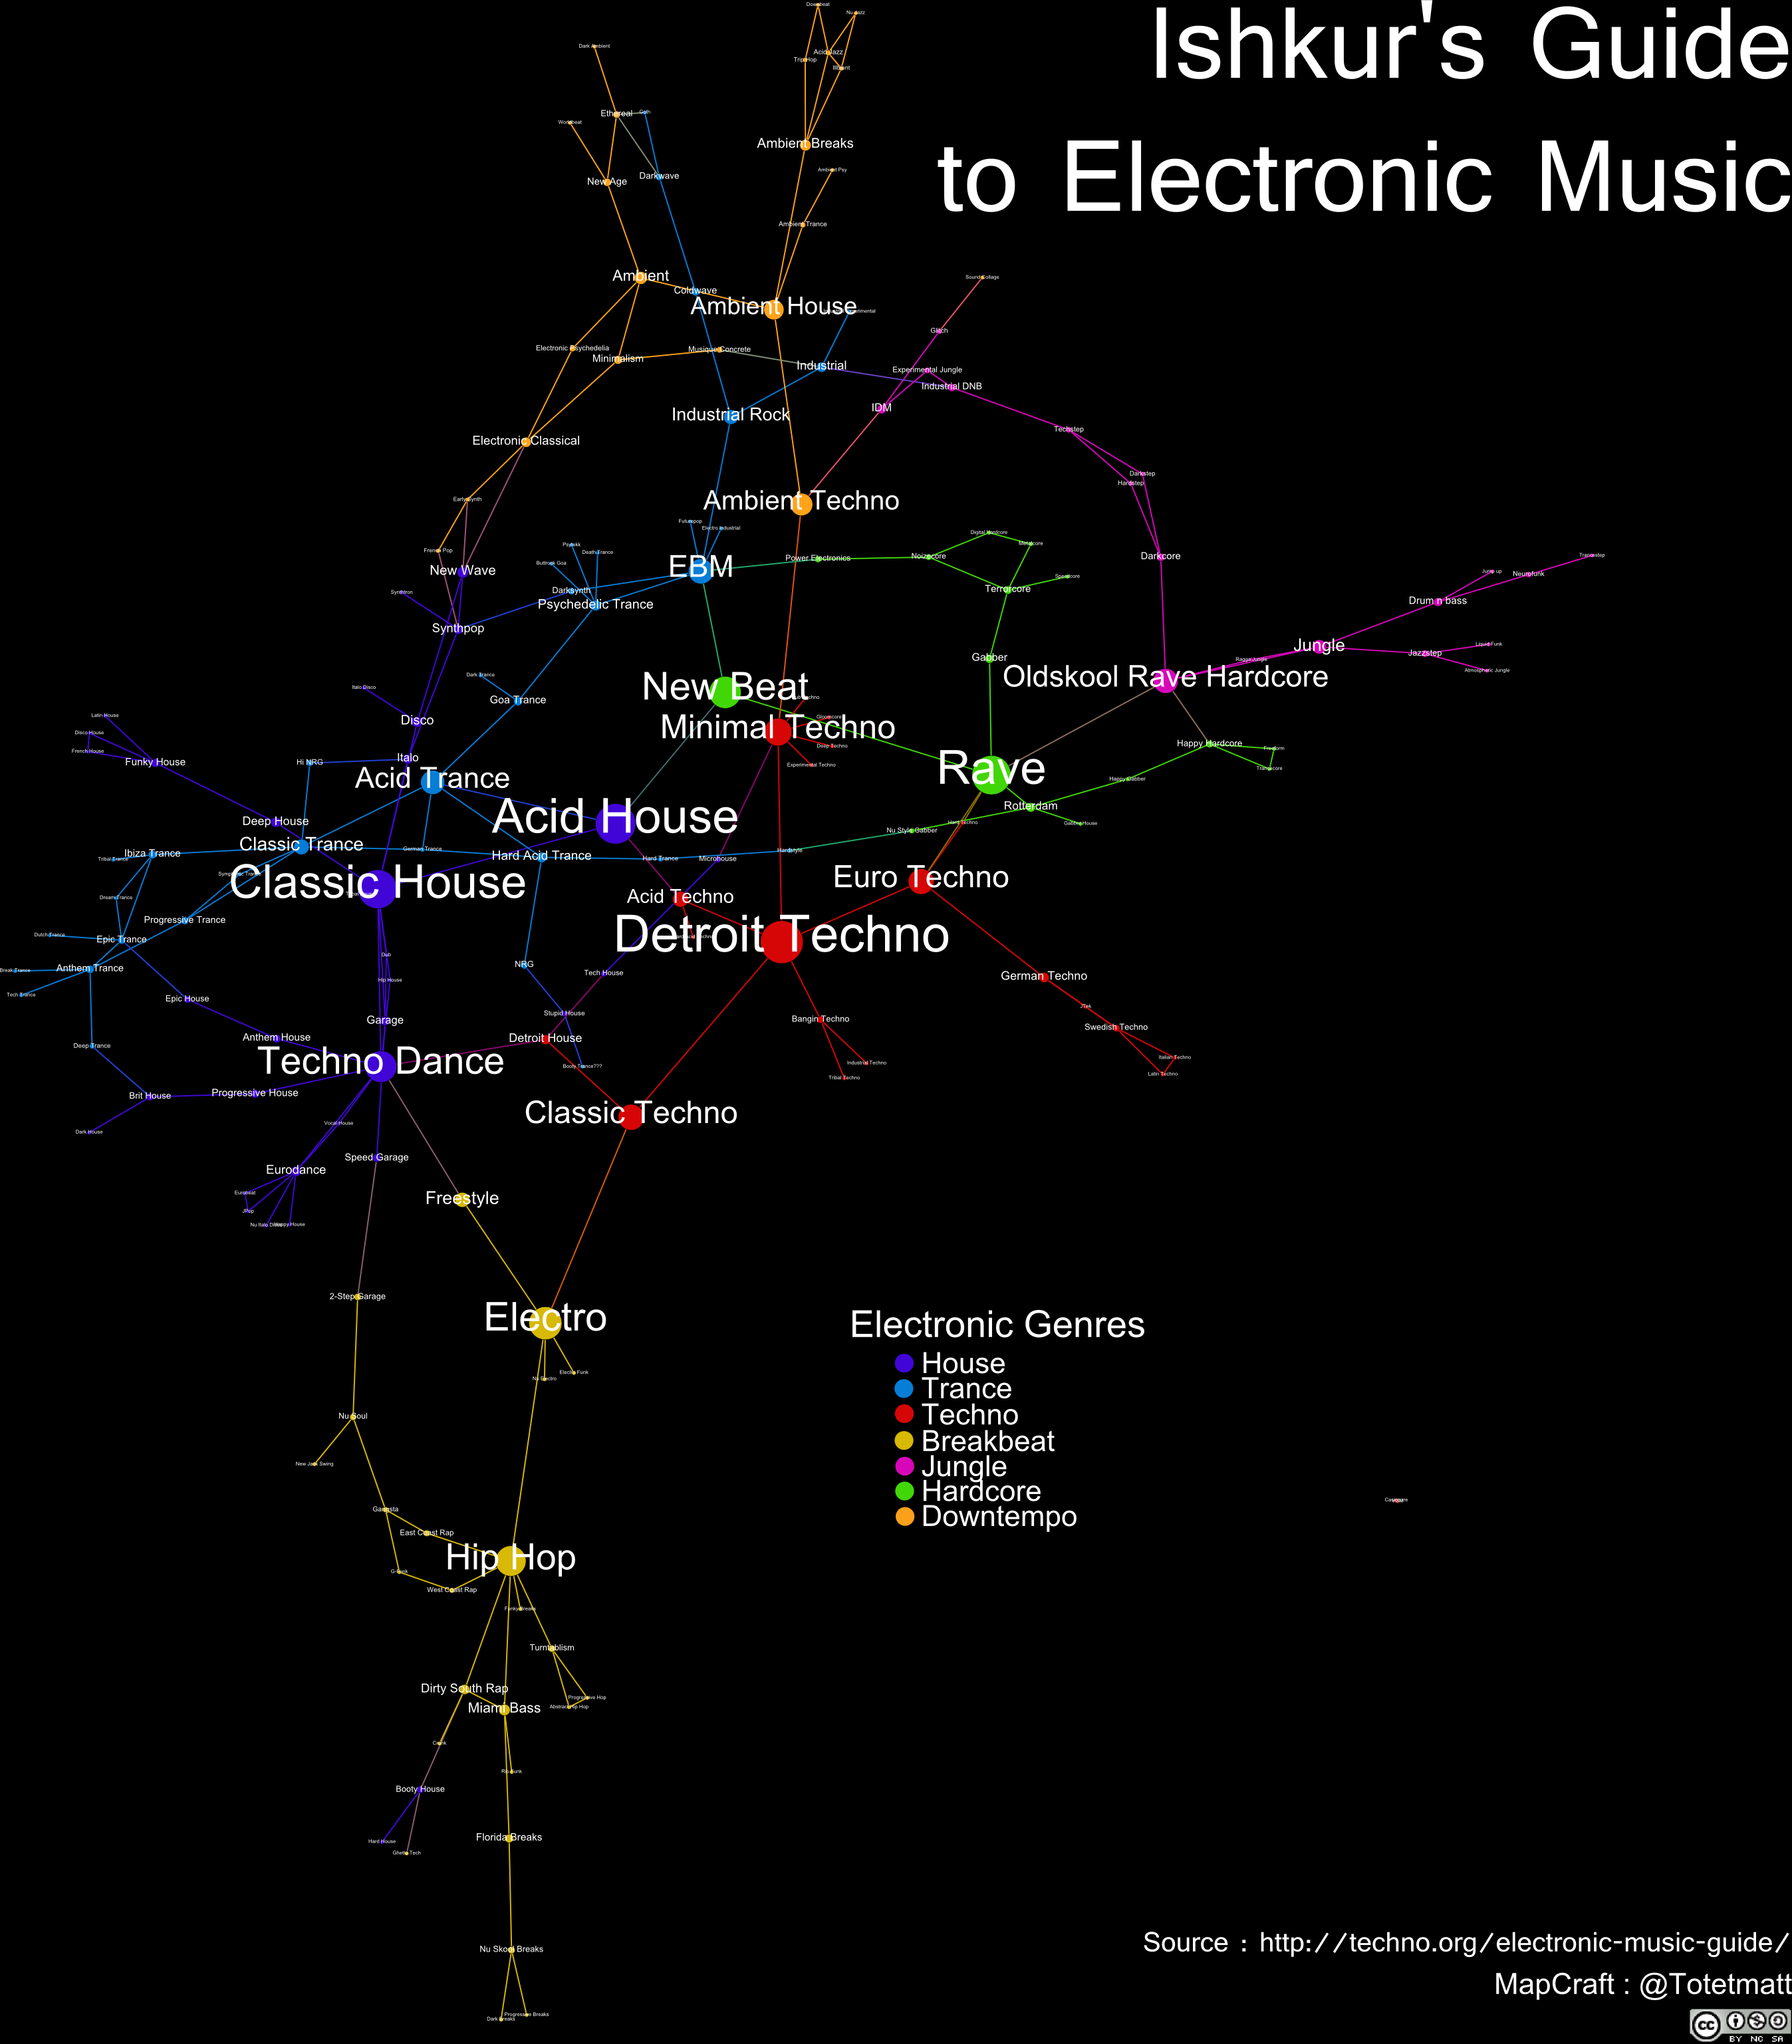 Ishkur's Guide
to Electronic Music
Downbeat
Nu Jazz
Dark Ambient
Acid Jazz
Trip Hop
Illbient
Ethereal
Goth
Worldbeat
Ambient Breaks
Ambient Psy
Darkwave
New Age
Ambient Trance
Ambient
Sound Collage
Coldwave
Ambient House
Glitch
Electronic Psychedelia
Musique Concrete
Minimalism
Industrial
Experimental Jungle
Industrial DNB
IDM
Industrial Rock
Techstep
Electronic Classical
Darkstep
Hardstep
Early Synth
Ambient Techno
Futurepop
Electro Industrial
Digital Hardcore
Metalcore
French Pop
Death Trance
Power Electronics
Noizecore
Darkcore
Trancestep
Buttrock Goa
New Wave
EBM
Jump up
Neurofunk
Speedcore
Synthtron
Darksynth
Terrorcore
Psychedelic Trance
Drum n bass
Synthpop
Jungle
Liquid Funk
Jazzstep
Gabber
Ragga Jungle
Atmospheric Jungle
Dark Trance
Oldskool Rave Hardcore
Italo Disco
New Beat
Goa Trance
Latin House
Disco
Gloomcore
Minimal Techno
Disco House
Deep Techno
Happy Hardcore
Freeform
French House
Funky House
Hi NRG
Italo
Experimental Techno
Rave
Trancecore
Acid Trance
Happy Gabber
Rotterdam
Acid House
Deep House
Hard Techno
Gabber House
Nu Style Gabber
Classic Trance
German Trance
Hardstyle
Ibiza Trance
Tribal Trance
Hard Acid Trance
Hard Trance
Microhouse
Symphonic Trance
Classic House
Euro Techno
Dream Trance
Acid Techno
Progressive Trance
Dutch Trance
Epic Trance
Detroit Techno
Dub
NRG
Anthem Trance
Break Trance
Tech House
German Techno
Hip House
Tech Trance
Epic House
JTek
Stupid House
Garage
Bangin Techno
Swedish Techno
Anthem House
Detroit House
Deep Trance
Techno Dance
Italian Techno
Industrial Techno
Booty Trance???
Latin Techno
Tribal Techno
Progressive House
Brit House
Classic Techno
Vocal House
Dark House
Speed Garage
Eurodance
Eurobeat
Freestyle
JPop
Nu Italo Disco
Happy House
2-Step Garage
Electro
Electro Funk
Nu Electro
Electronic Genres
House
Trance
Techno
Breakbeat
Jungle
Hardcore
Downtempo
Nu Soul
New Jack Swing
Gangsta
East Coast Rap
Hip Hop
G-Funk
West Coast Rap
Funky Breaks
Turntablism
Dirty South Rap
Progressive Hop
Abstract Hip Hop
Miami Bass
Crunk
Rio Funk
Booty House
Florida Breaks
Hard House
Ghetto Tech
Nu Skool Breaks
Progressive Breaks
Dark Breaks
Source : http://techno.org/electronic-music-guide/
MapCraft : @Totetmatt
cc
BY NC SA